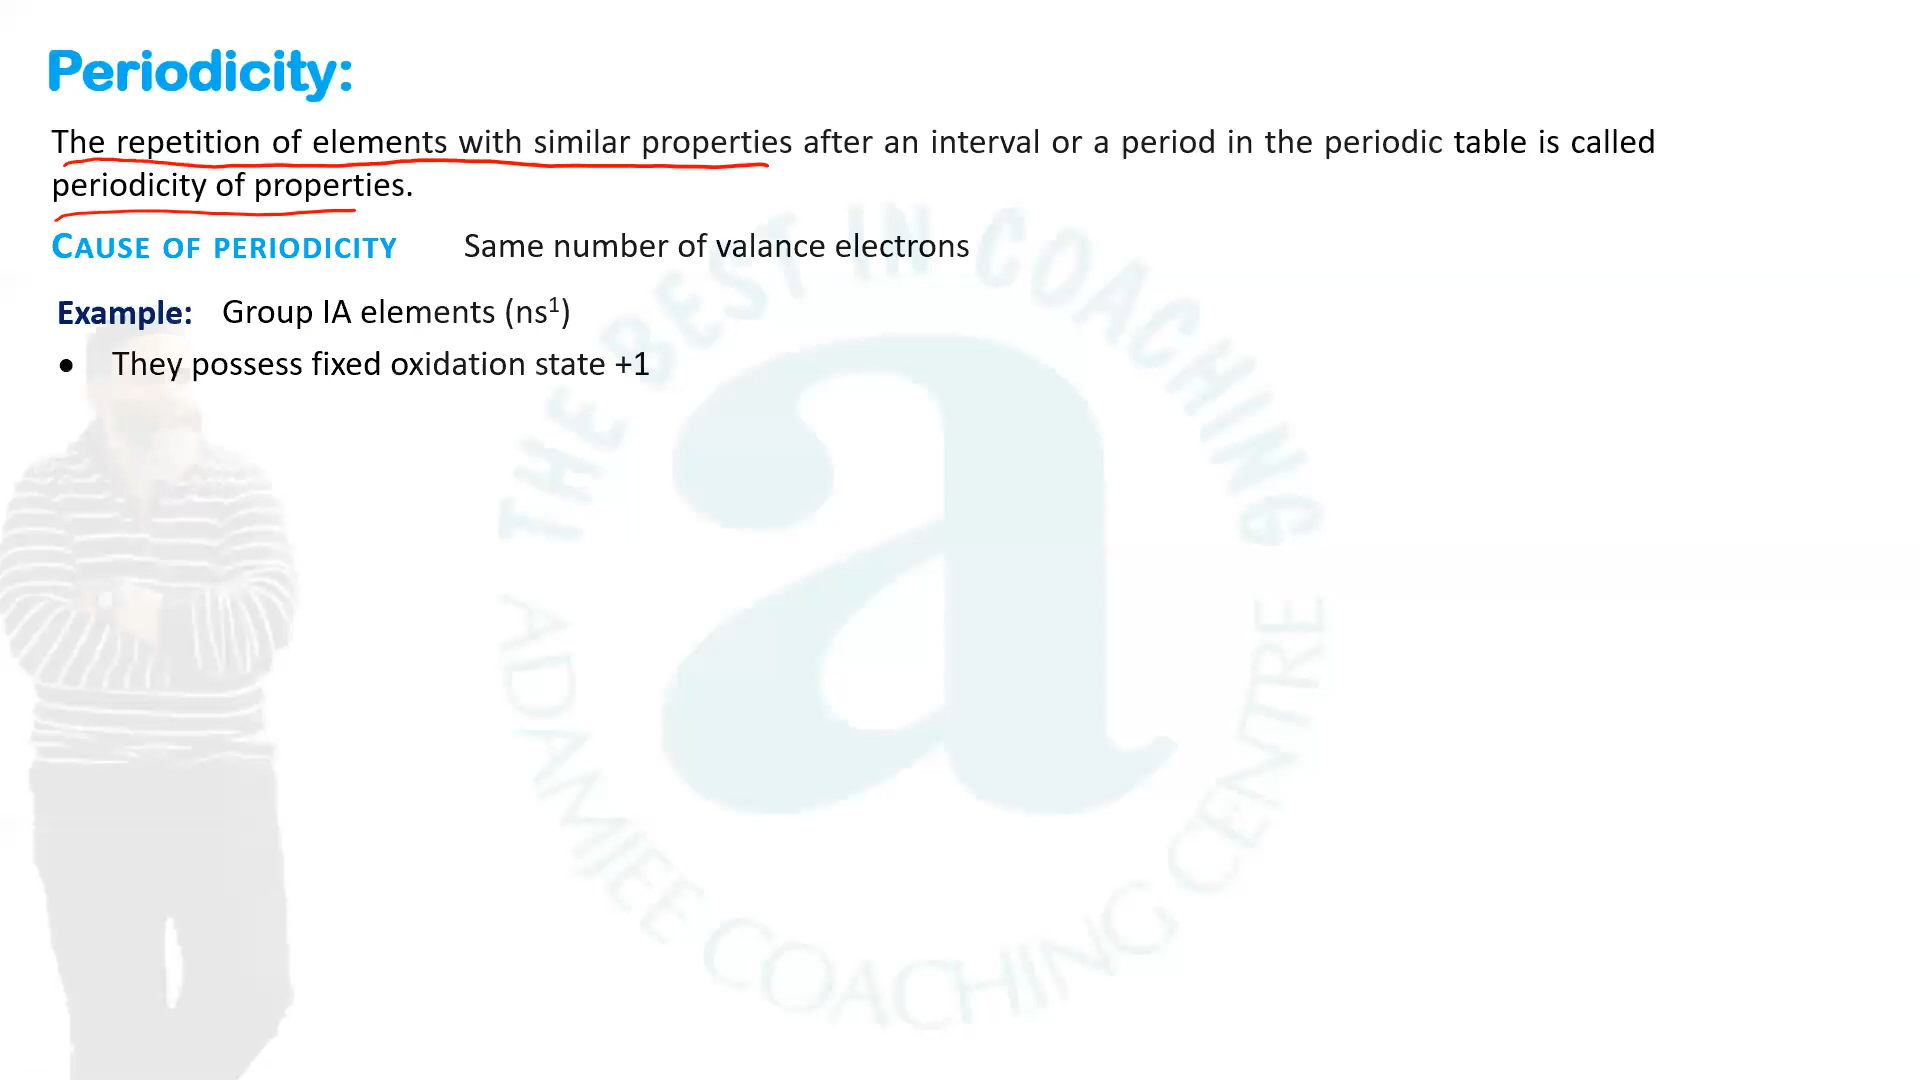 Periodicity:
The repetition of elements with similar properties after an interval or a period in the periodic table is called
periodicity of properties.
CAUSE OF PERIODICITY Same number of valance electrons
Example: Group IA elements (ns¹)
• They possess fixed oxidation state +1
THE BEST IN COACHING
a
ADAMJEE COACHING CENTRE